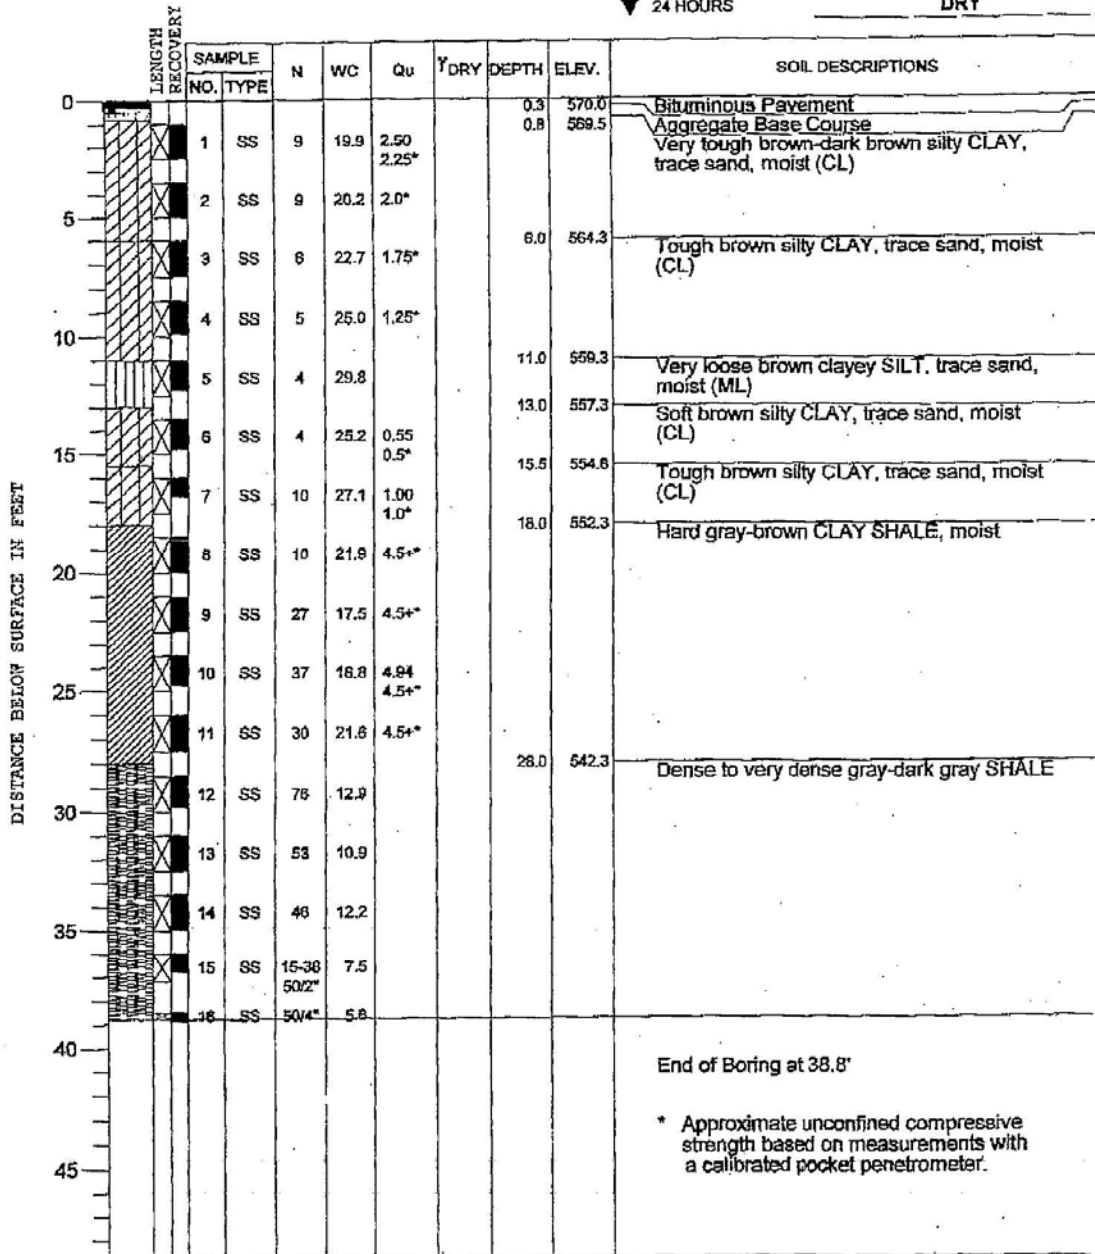 24 HOURS DRY
LENGTH
RECOVERY
SAMPLE N WC Qu γDRY DEPTH ELEV. SOIL DESCRIPTIONS
NO. TYPE
0 0.3 570.0 Bituminous Pavement
0.8 569.5 Aggregate Base Course
1 SS 9 19.9 2.50 Very tough brown-dark brown silty CLAY,
2.25* trace sand, moist (CL)
2 SS 9 20.2 2.0*
5
6.0 564.3 Tough brown silty CLAY, trace sand, moist
3 SS 6 22.7 1.75* (CL)
4 SS 5 25.0 1.25*
10
11.0 559.3 Very loose brown clayey SILT, trace sand,
5 SS 4 29.8 moist (ML)
13.0 557.3 Soft brown silty CLAY, trace sand, moist
6 SS 4 25.2 0.55 (CL)
15 0.5*
15.5 554.8 Tough brown silty CLAY, trace sand, moist
7 SS 10 27.1 1.00 (CL)
1.0*
18.0 552.3 Hard gray-brown CLAY SHALE, moist
8 SS 10 21.9 4.5+*
20
9 SS 27 17.5 4.5+*
10 SS 37 16.8 4.94
25 4.5+*
11 SS 30 21.6 4.5+*
28.0 542.3 Dense to very dense gray-dark gray SHALE
12 SS 76 12.9
30
13 SS 53 10.9
14 SS 46 12.2
35
15 SS 15-38 7.5
50/2"
16 SS 50/4" 5.8
40
End of Boring at 38.8'
* Approximate unconfined compressive
strength based on measurements with
a calibrated pocket penetrometer.
45
DISTANCE BELOW SURFACE IN FEET